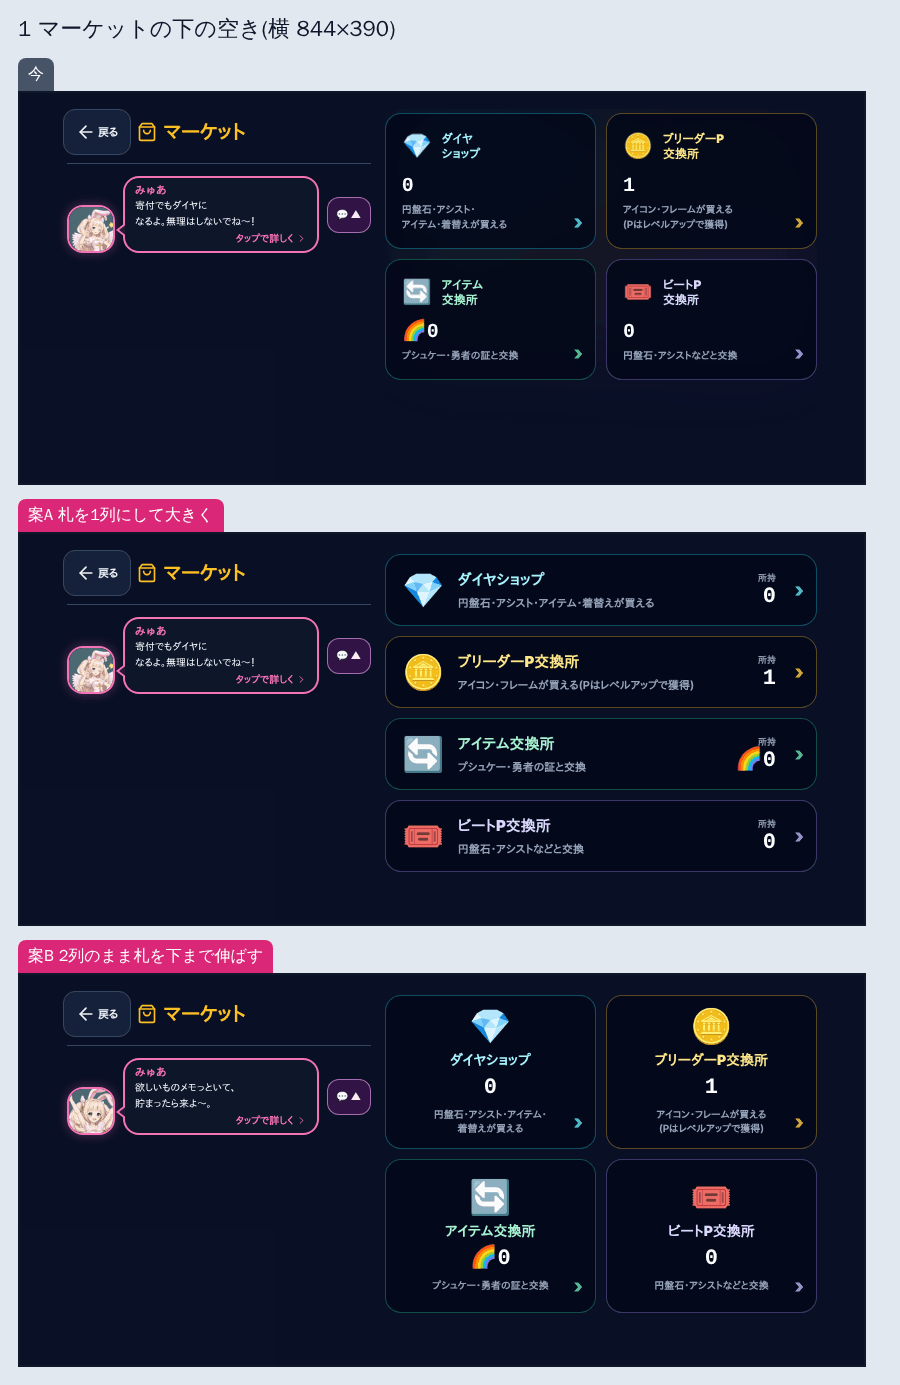 1 マーケットの下の空き(横 844×390)
今
戻る
マーケット
みゅあ
寄付でもダイヤに
なるよ。無理はしないでね〜！
タップで詳しく
ダイヤ
ショップ
0
円盤石・アシスト・
アイテム・着替えが買える
ブリーダーP
交換所
1
アイコン・フレームが買える
(Pはレベルアップで獲得)
アイテム
交換所
0
プシュケー・勇者の証と交換
ビートP
交換所
0
円盤石・アシストなどと交換
案A 札を1列にして大きく
戻る
マーケット
みゅあ
寄付でもダイヤに
なるよ。無理はしないでね〜！
タップで詳しく
ダイヤショップ
円盤石・アシスト・アイテム・着替えが買える
所持
0
ブリーダーP交換所
アイコン・フレームが買える(Pはレベルアップで獲得)
所持
1
アイテム交換所
プシュケー・勇者の証と交換
所持
0
ビートP交換所
円盤石・アシストなどと交換
所持
0
案B 2列のまま札を下まで伸ばす
戻る
マーケット
みゅあ
欲しいものメモっといて、
貯まったら来よ〜。
タップで詳しく
ダイヤショップ
0
円盤石・アシスト・アイテム・
着替えが買える
ブリーダーP交換所
1
アイコン・フレームが買える
(Pはレベルアップで獲得)
アイテム交換所
0
プシュケー・勇者の証と交換
ビートP交換所
0
円盤石・アシストなどと交換